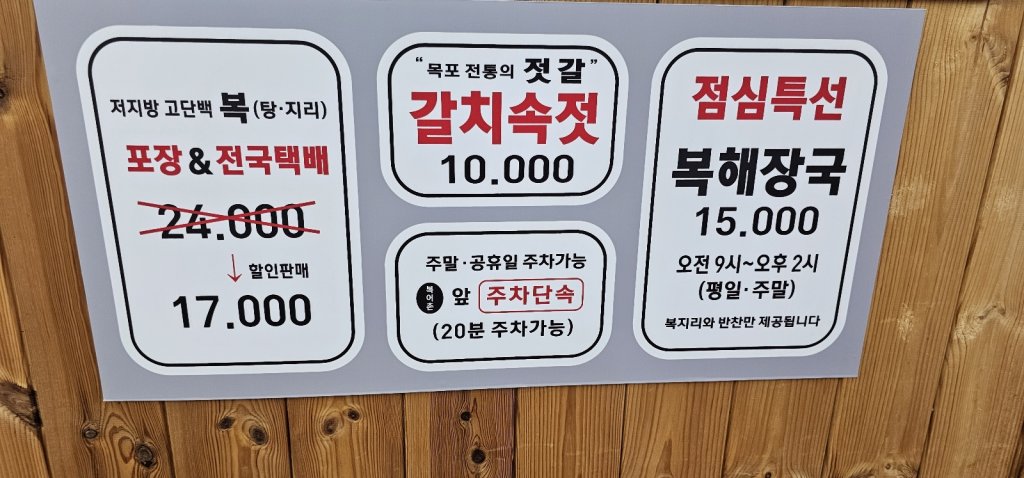 저지방 고단백 복(탕·지리)
포장&전국택배
24.000
↓ 할인판매
17.000
“목포 전통의 젓갈”
갈치속젓
10.000
주말·공휴일 주차가능
복어촌 앞 주차단속
(20분 주차가능)
점심특선
복해장국
15.000
오전 9시~오후 2시
(평일·주말)
복지리와 반찬만 제공됩니다